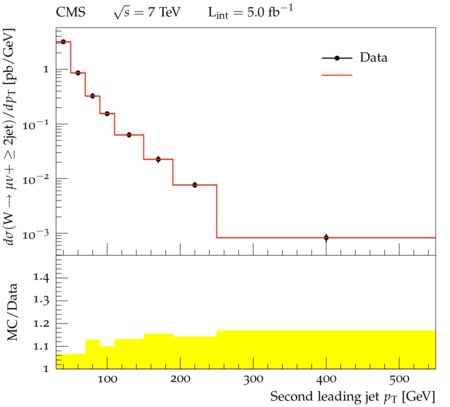 CMS √s = 7 TeV L_int = 5.0 fb⁻¹
dσ(W → μν+ ≥ 2jet)/dp_T [pb/GeV]
Data
1
10⁻¹
10⁻²
10⁻³
MC/Data
1.4
1.3
1.2
1.1
1
100 200 300 400 500
Second leading jet p_T [GeV]